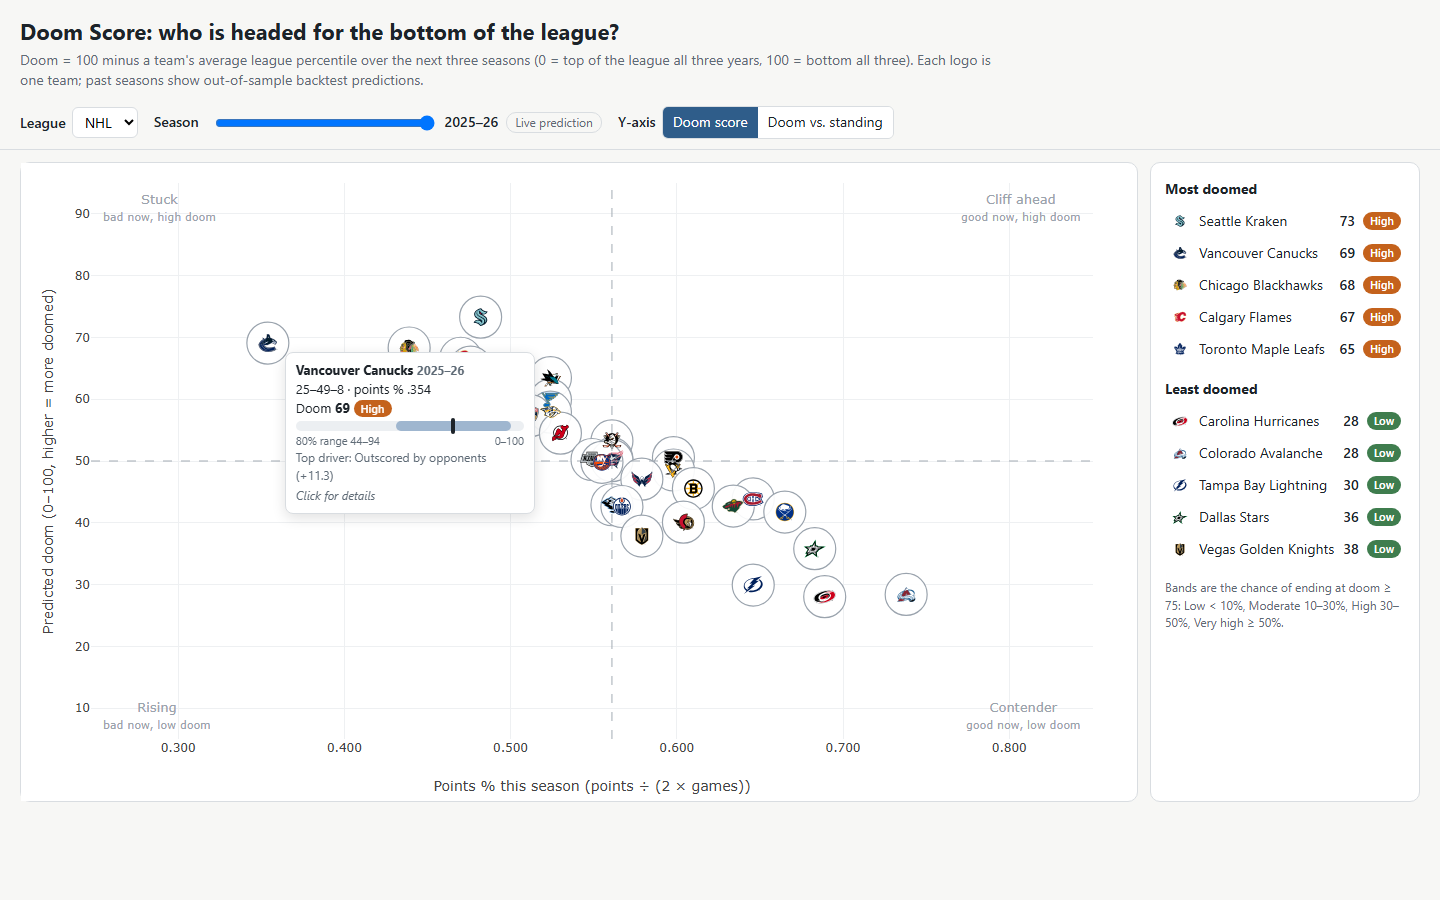 Doom Score: who is headed for the bottom of the league?
Doom = 100 minus a team's average league percentile over the next three seasons (0 = top of the league all three years, 100 = bottom all three). Each logo is
one team; past seasons show out-of-sample backtest predictions.
League NHL Season 2025–26 Live prediction Y-axis Doom score Doom vs. standing
Stuck
bad now, high doom
Cliff ahead
good now, high doom
90
80
70
60
50
40
30
20
10
Predicted doom (0–100, higher = more doomed)
Vancouver Canucks 2025–26
25–49–8 · points % .354
Doom 69 High
80% range 44–94 0–100
Top driver: Outscored by opponents
(+11.3)
Click for details
Rising
bad now, low doom
Contender
good now, low doom
0.300 0.400 0.500 0.600 0.700 0.800
Points % this season (points ÷ (2 × games))
Most doomed
Seattle Kraken 73 High
Vancouver Canucks 69 High
Chicago Blackhawks 68 High
Calgary Flames 67 High
Toronto Maple Leafs 65 High
Least doomed
Carolina Hurricanes 28 Low
Colorado Avalanche 28 Low
Tampa Bay Lightning 30 Low
Dallas Stars 36 Low
Vegas Golden Knights 38 Low
Bands are the chance of ending at doom ≥
75: Low < 10%, Moderate 10–30%, High 30–
50%, Very high ≥ 50%.